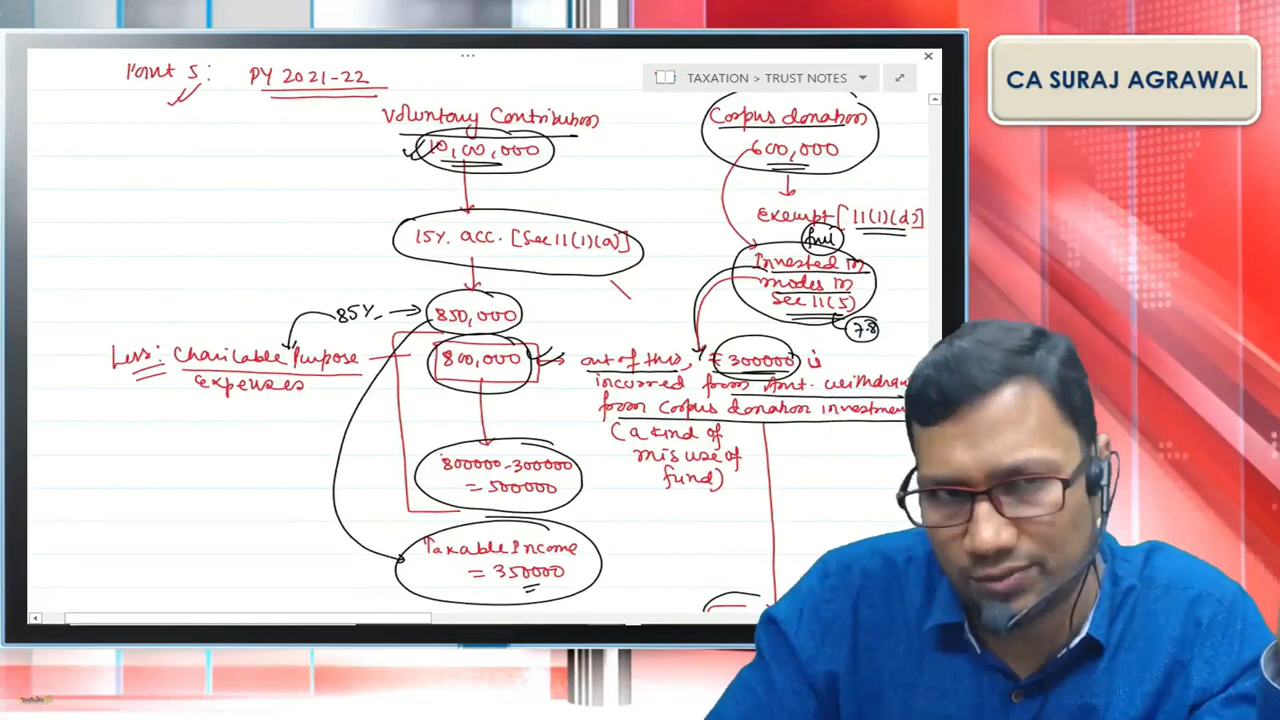 CA SURAJ AGRAWAL
TAXATION > TRUST NOTES
Point 5: PY 2021-22
Voluntary Contribution
10,00,000
15%. acc. [Sec 11(1)(a)]
85%
850,000
Less: Charitable Purpose
expenses
800,000
800000-300000
= 500000
Taxable Income
= 350000
Corpus donation
600,000
Exempt [11(1)(d)]
Invested in
modes in
Sec 11(5)
out of this, ₹300000 is
incurred from Amt. withdraw
from Corpus donation investmen
(a kind of
misuse of
fund)